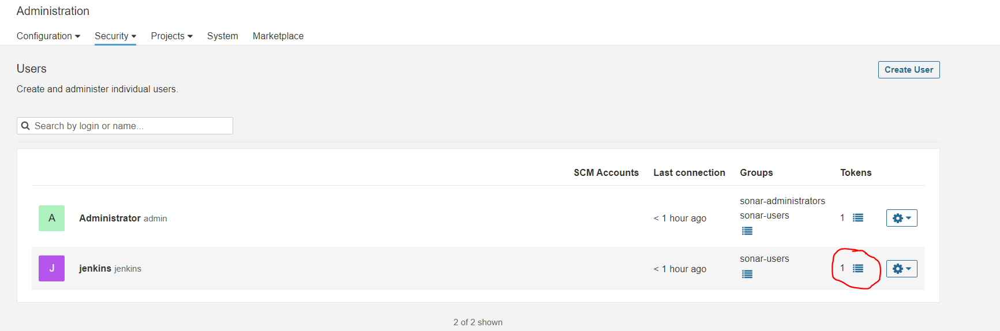 Administration
Configuration Security Projects System Marketplace
Users
Create User
Create and administer individual users.
Search by login or name...
SCM Accounts Last connection Groups Tokens
A Administrator admin < 1 hour ago sonar-administrators 1
sonar-users
J jenkins jenkins < 1 hour ago sonar-users 1
2 of 2 shown